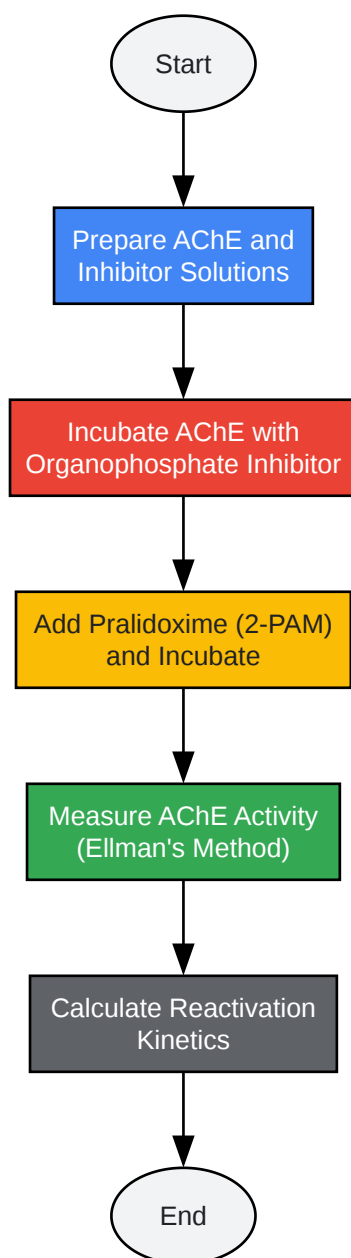 Start
Prepare AChE and
Inhibitor Solutions
Incubate AChE with
Organophosphate Inhibitor
Add Pralidoxime (2-PAM)
and Incubate
Measure AChE Activity
(Ellman's Method)
Calculate Reactivation
Kinetics
End